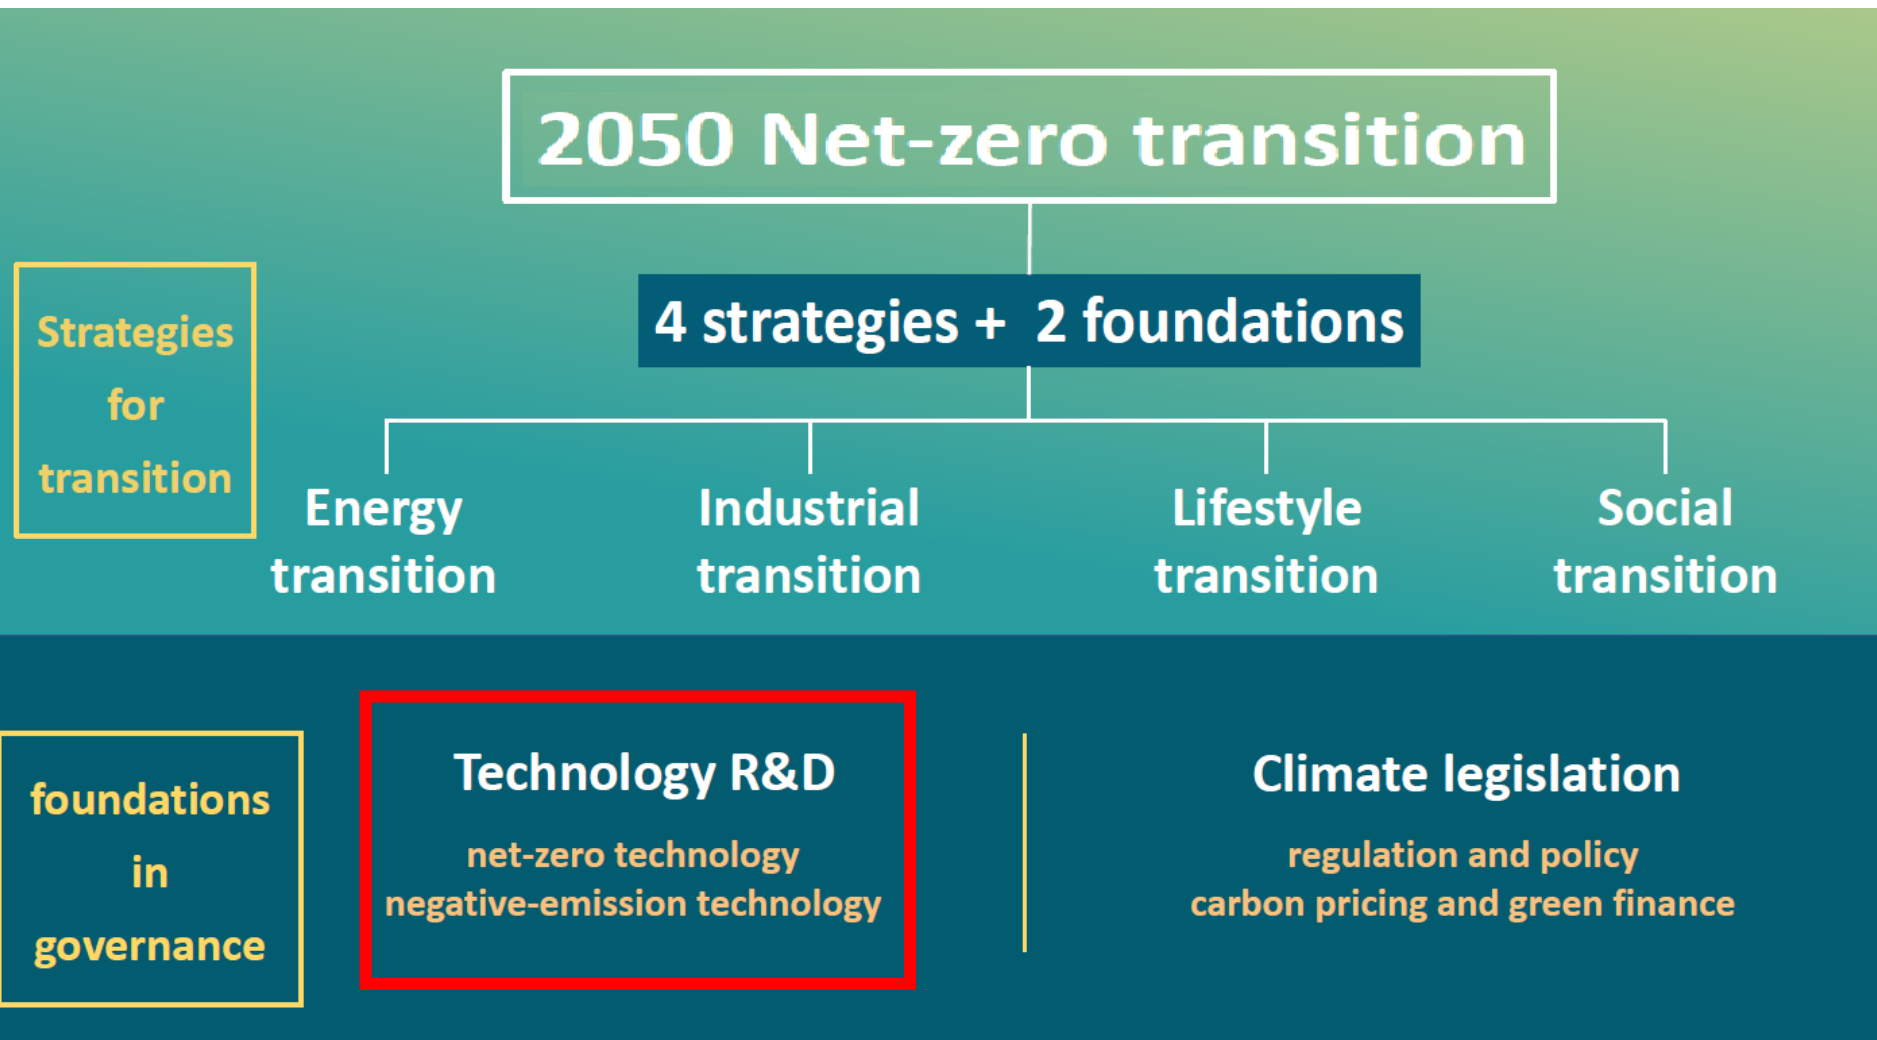 2050 Net-zero transition
4 strategies + 2 foundations
Strategies
for
transition
Energy
transition
Industrial
transition
Lifestyle
transition
Social
transition
foundations
in
governance
Technology R&D
net-zero technology
negative-emission technology
Climate legislation
regulation and policy
carbon pricing and green finance